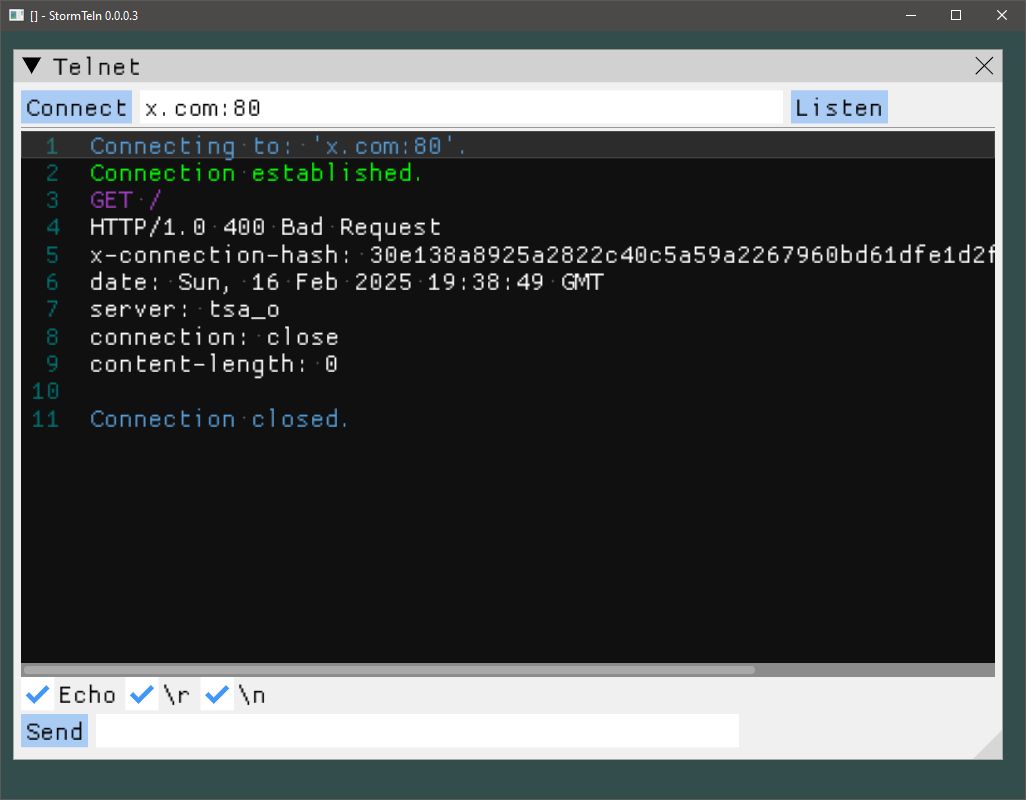 [] - StormTeln 0.0.0.3
Telnet
Connect x.com:80 Listen
1 Connecting to: 'x.com:80'.
2 Connection established.
3 GET /
4 HTTP/1.0 400 Bad Request
5 x-connection-hash: 30e138a8925a2822c40c5a59a2267960bd61dfe1d2f
6 date: Sun, 16 Feb 2025 19:38:49 GMT
7 server: tsa_o
8 connection: close
9 content-length: 0
10
11 Connection closed.
Echo \r \n
Send